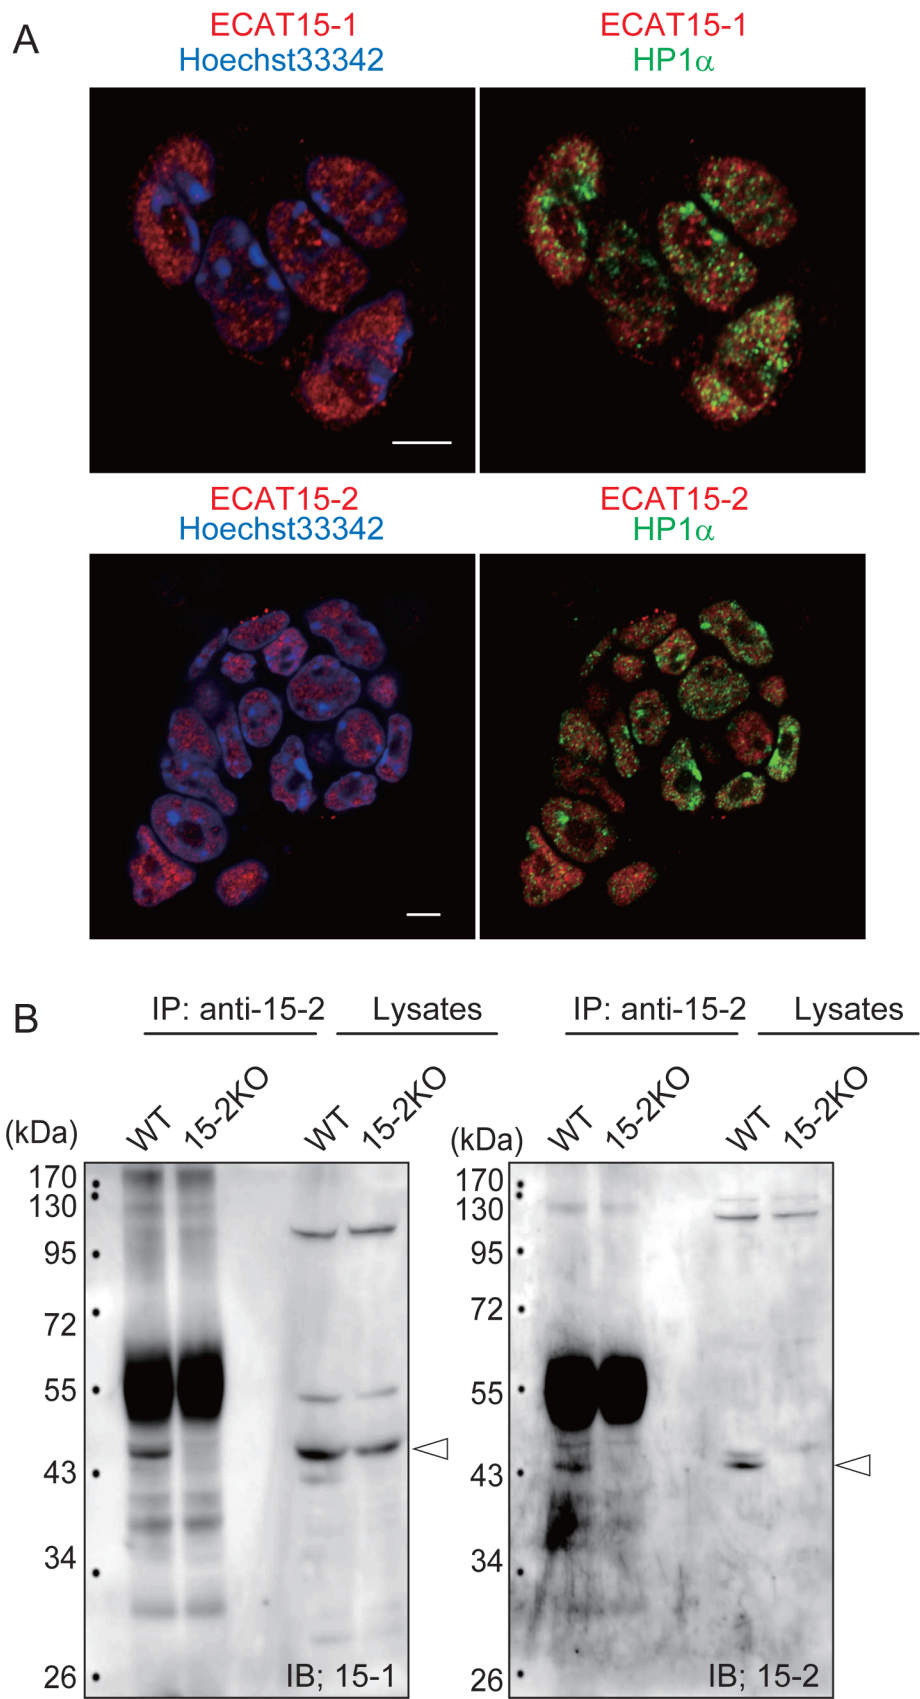 A
ECAT15-1
Hoechst33342
ECAT15-1
HP1α
ECAT15-2
Hoechst33342
ECAT15-2
HP1α
B
IP: anti-15-2
Lysates
IP: anti-15-2
Lysates
WT
15-2KO
WT
15-2KO
WT
15-2KO
WT
15-2KO
(kDa)
170
130
95
72
55
43
34
26
IB; 15-1
(kDa)
170
130
95
72
55
43
34
26
IB; 15-2